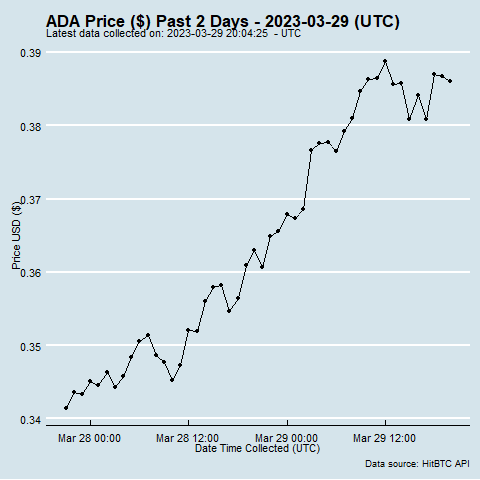 ADA Price ($) Past 2 Days - 2023-03-29 (UTC)
Latest data collected on: 2023-03-29 20:04:25 - UTC
0.39
0.38
0.37
0.36
0.35
0.34
Price USD ($)
Mar 28 00:00 Mar 28 12:00 Mar 29 00:00 Mar 29 12:00
Date Time Collected (UTC)
Data source: HitBTC API